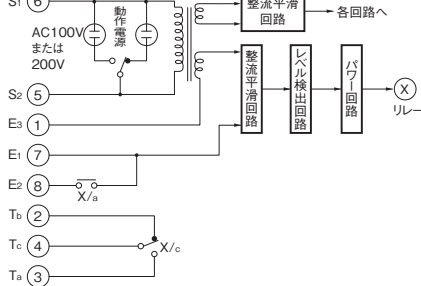 S1 6
動作電源
AC100V
または
200V
整流平滑
回路
各回路へ
S2 5
整流平滑回路
レベル検出回路
パワー回路
X
リレー
E3 1
E1 7
E2 8
X/a
Tb 2
Tc 4
X/c
Ta 3